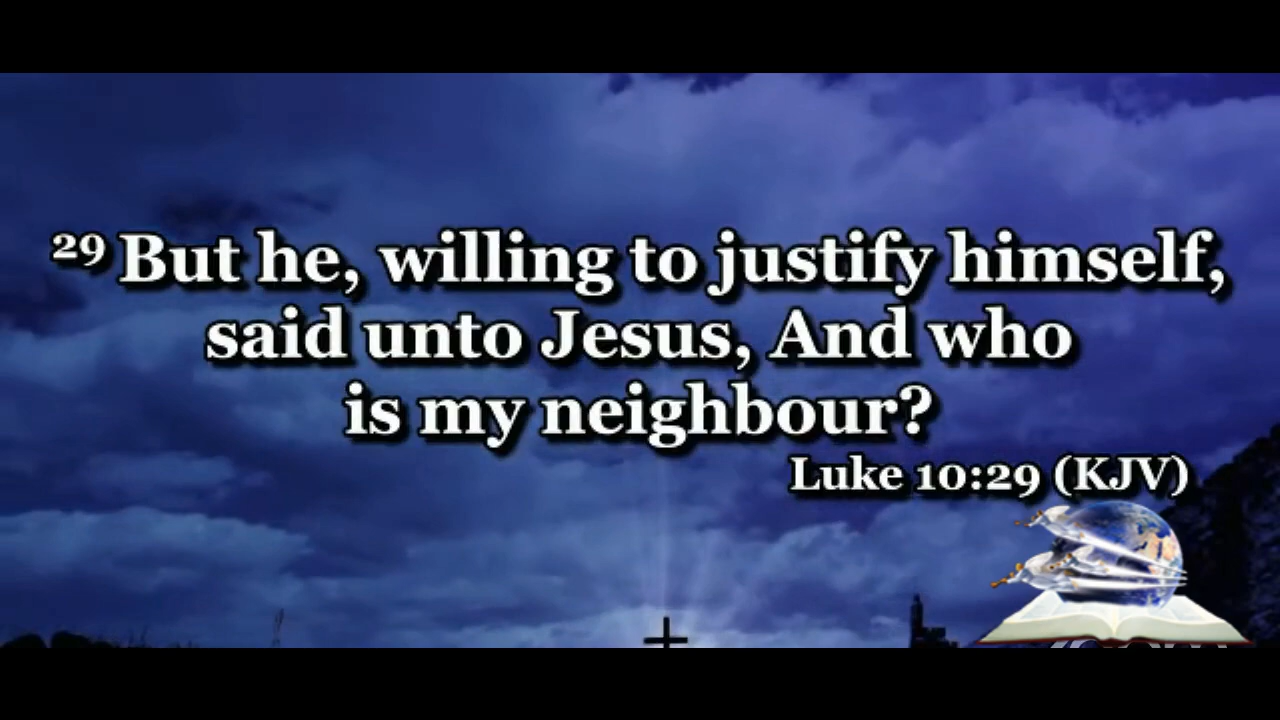 29 But he, willing to justify himself,
said unto Jesus, And who
is my neighbour?
Luke 10:29 (KJV)